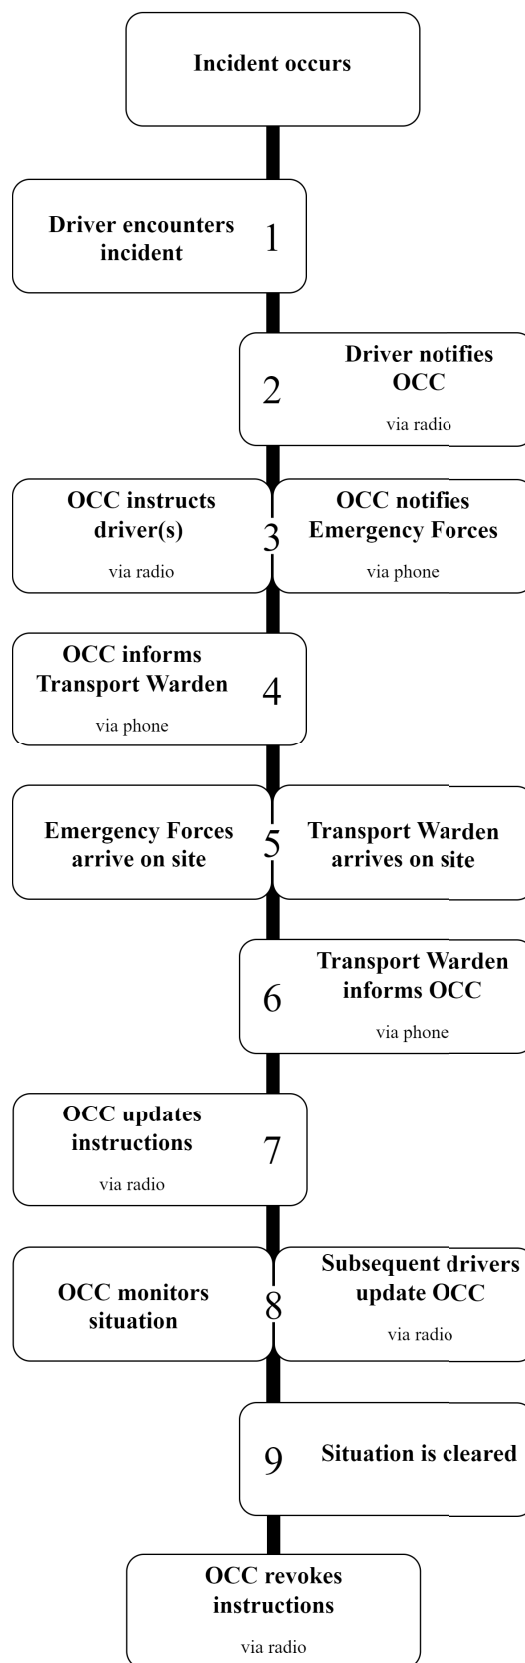 Incident occurs
Driver encounters
incident
1
2
Driver notifies
OCC
via radio
OCC instructs
driver(s)
via radio
3
OCC notifies
Emergency Forces
via phone
OCC informs
Transport Warden
via phone
4
Emergency Forces
arrive on site
5
Transport Warden
arrives on site
6
Transport Warden
informs OCC
via phone
OCC updates
instructions
via radio
7
OCC monitors
situation
8
Subsequent drivers
update OCC
via radio
9
Situation is cleared
OCC revokes
instructions
via radio